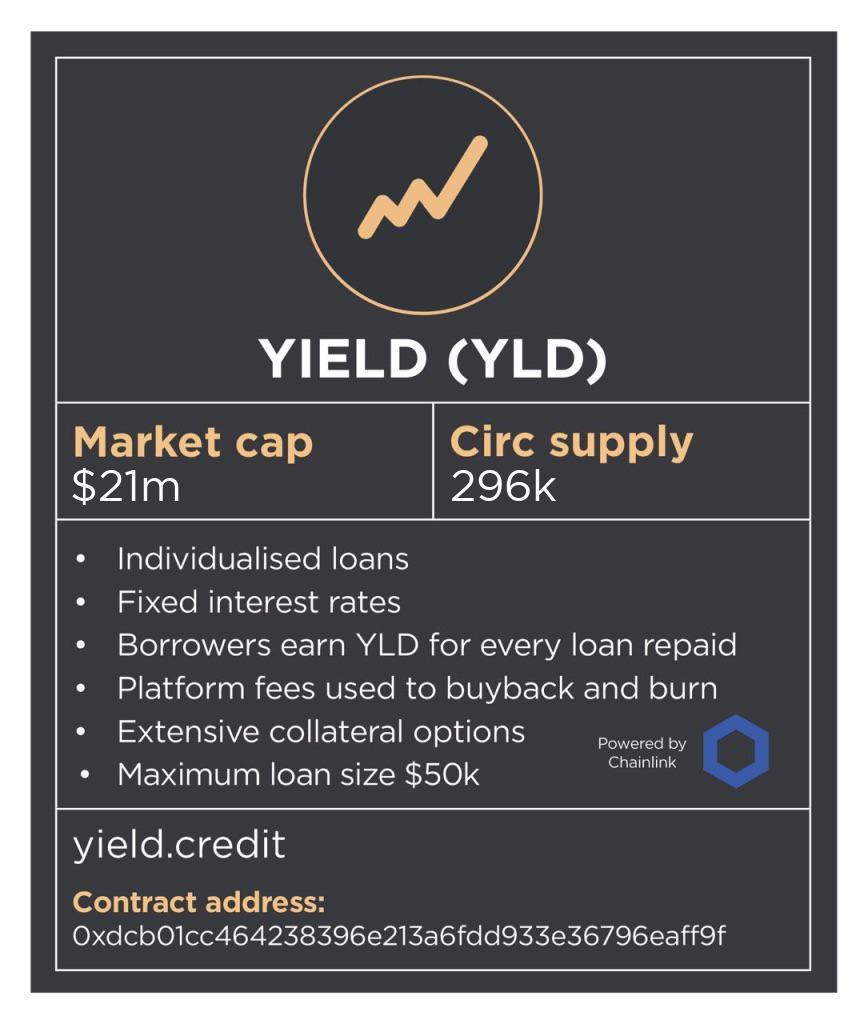 YIELD (YLD)
Market cap
$21m
Circ supply
296k
• Individualised loans
• Fixed interest rates
• Borrowers earn YLD for every loan repaid
• Platform fees used to buyback and burn
• Extensive collateral options
• Maximum loan size $50k
Powered by
Chainlink
yield.credit
Contract address:
0xdcb01cc464238396e213a6fdd933e36796eaff9f